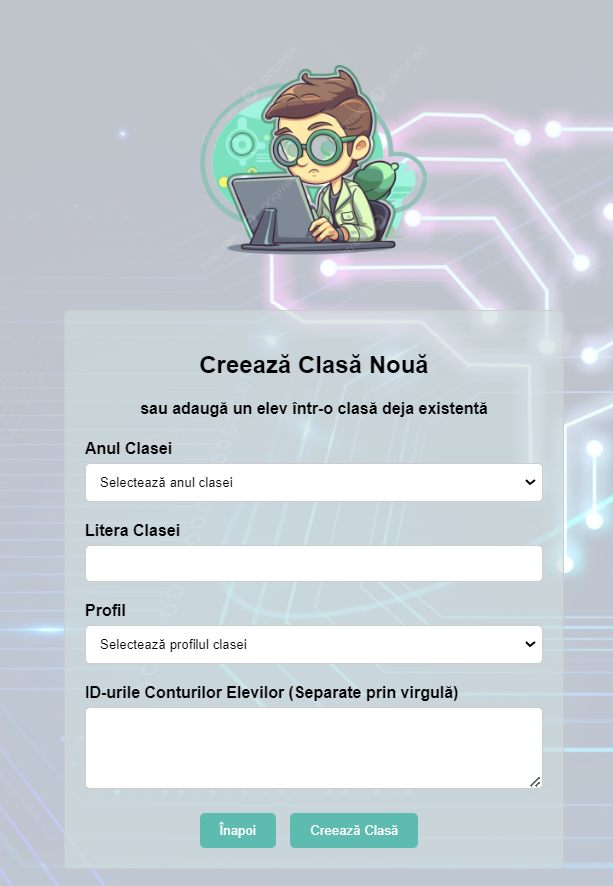 Creează Clasă Nouă
sau adaugă un elev într-o clasă deja existentă
Anul Clasei
Selectează anul clasei
Litera Clasei
Profil
Selectează profilul clasei
ID-urile Conturilor Elevilor (Separate prin virgulă)
Înapoi
Creează Clasă